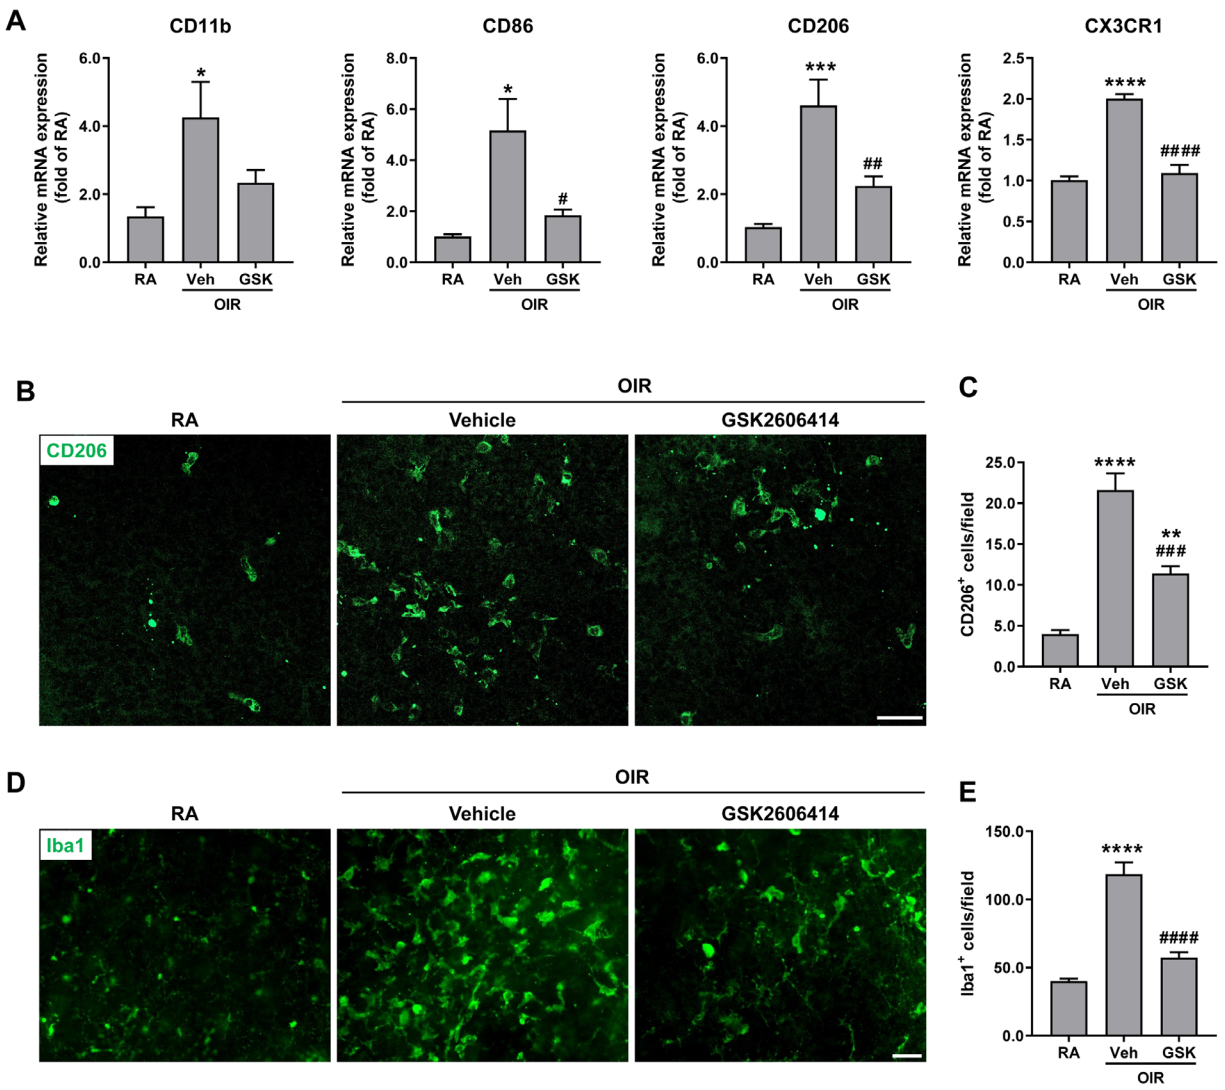 A
CD11b
CD86
CD206
CX3CR1
Relative mRNA expression
(fold of RA)
6.0
4.0
2.0
0.0
*
RA
Veh
GSK
OIR
Relative mRNA expression
(fold of RA)
8.0
6.0
4.0
2.0
0.0
*
#
RA
Veh
GSK
OIR
Relative mRNA expression
(fold of RA)
6.0
4.0
2.0
0.0
***
##
RA
Veh
GSK
OIR
Relative mRNA expression
(fold of RA)
2.5
2.0
1.5
1.0
0.5
0.0
****
####
RA
Veh
GSK
OIR
B
OIR
RA
Vehicle
GSK2606414
CD206
C
CD206+ cells/field
25.0
20.0
15.0
10.0
5.0
0.0
****
**
###
RA
Veh
GSK
OIR
D
OIR
RA
Vehicle
GSK2606414
Iba1
E
Iba1+ cells/field
150.0
100.0
50.0
0.0
****
####
RA
Veh
GSK
OIR